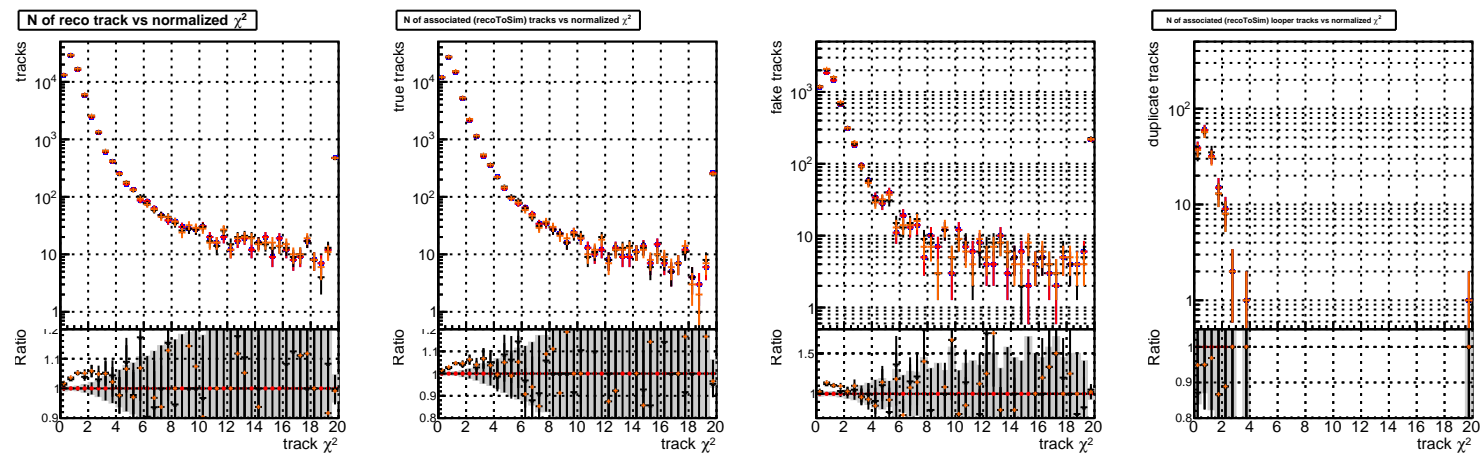 N of reco track vs normalized χ²
tracks
10⁴
10³
10²
10
1
Ratio
1.2
1.1
1
0.9
0 2 4 6 8 10 12 14 16 18 20
track χ²
N of associated (recoToSim) tracks vs normalized χ²
true tracks
10⁴
10³
10²
10
1
Ratio
1.2
1.1
1
0.9
0.8
0 2 4 6 8 10 12 14 16 18 20
track χ²
fake tracks
10³
10²
10
1
Ratio
1.5
1
0 2 4 6 8 10 12 14 16 18 20
track χ²
N of associated (recoToSim) looper tracks vs normalized χ²
duplicate tracks
10²
10
1
Ratio
1
0.9
0.8
0 2 4 6 8 10 12 14 16 18 20
track χ²